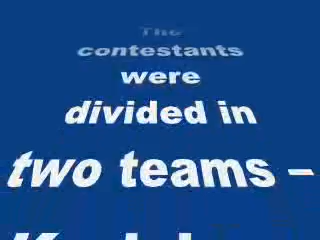 The
contestants
were
divided in
two teams –